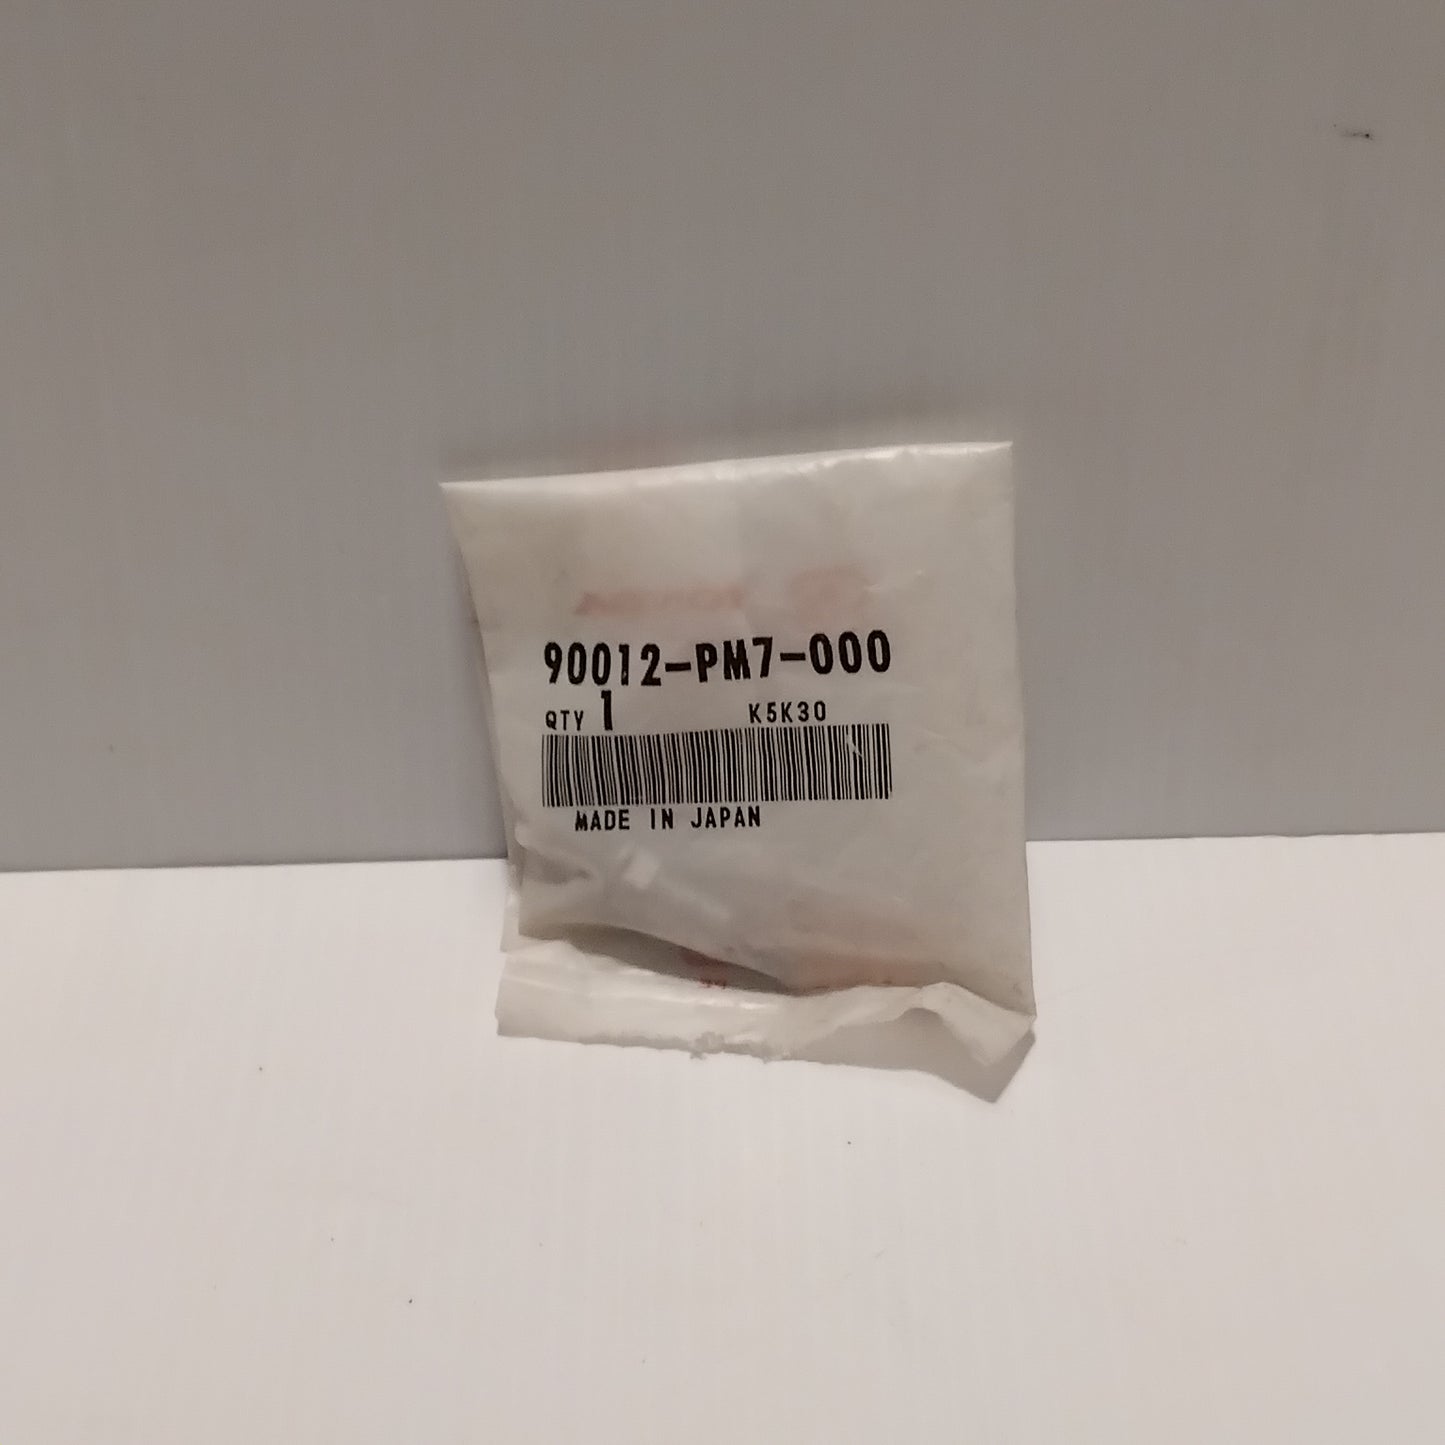 90012-PM7-000
QTY 1 K5K30
MADE IN JAPAN